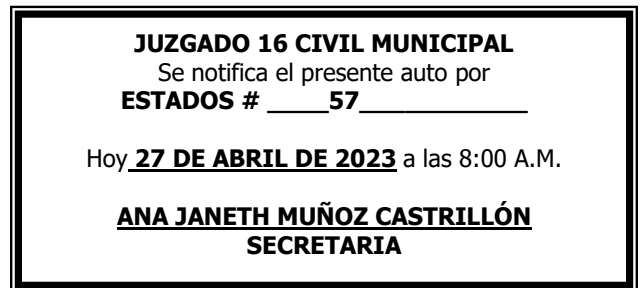 JUZGADO 16 CIVIL MUNICIPAL
Se notifica el presente auto por
ESTADOS # ____57____________
Hoy 27 DE ABRIL DE 2023 a las 8:00 A.M.
ANA JANETH MUÑOZ CASTRILLÓN
SECRETARIA